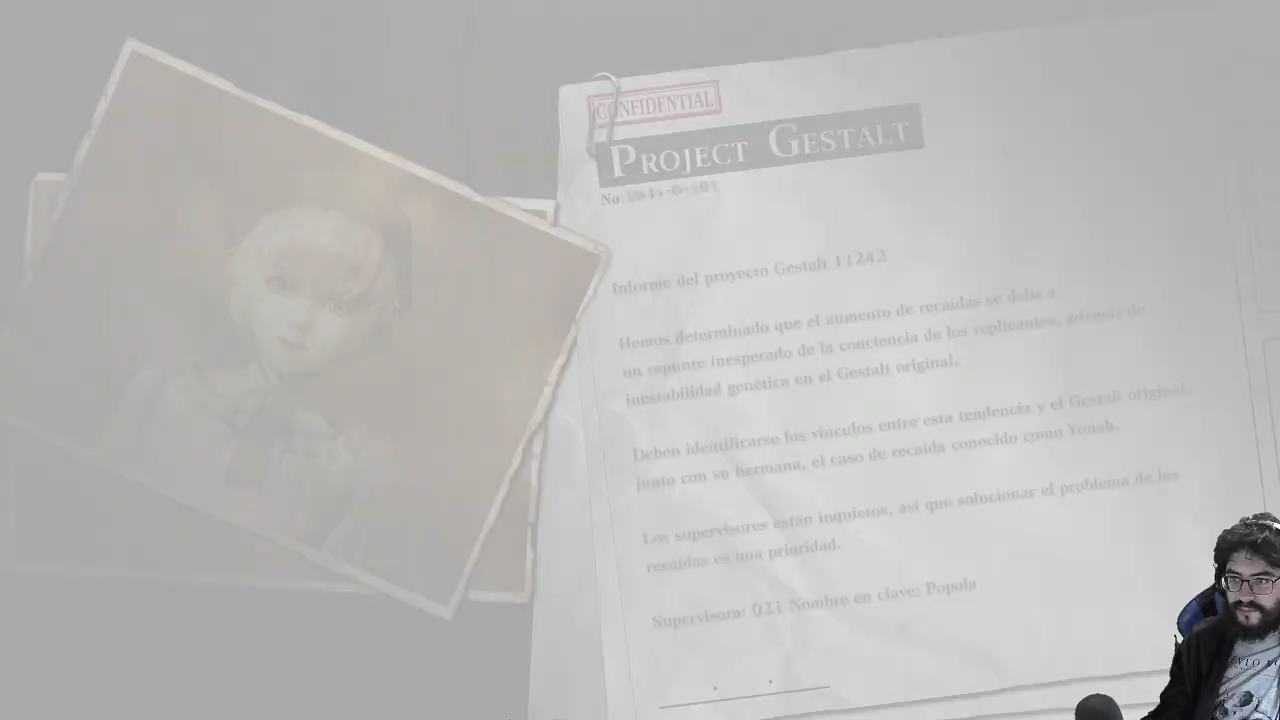 CONFIDENTIAL
PROJECT GESTALT
No.
Informe del proyecto Gestalt 11242
Hemos determinado que el aumento de recaídas se debe a
un repunte inesperado de la conciencia de los replicantes, además de
inestabilidad genética en el Gestalt original.
Deben identificarse los vínculos entre esta tendencia y el Gestalt original,
junto con su hermana, el caso de recaída conocido como Yonah.
Los supervisores están inquietos, así que solucionar el problema de las
recaídas es una prioridad.
Supervisora: 021 Nombre en clave: Popola